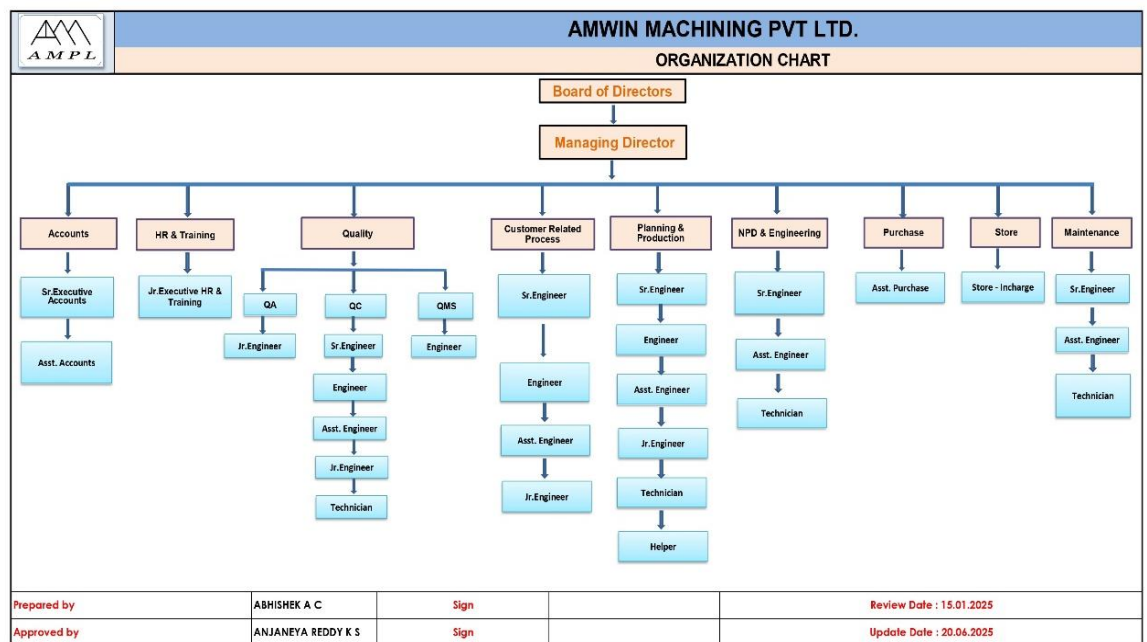 AMPL
AMWIN MACHINING PVT LTD.
ORGANIZATION CHART
Board of Directors
Managing Director
Accounts
HR & Training
Quality
Customer Related
Process
Planning &
Production
NPD & Engineering
Purchase
Store
Maintenance
Sr.Executive
Accounts
Asst. Accounts
Jr.Executive HR &
Training
QA
Jr.Engineer
QC
Sr.Engineer
Engineer
Asst. Engineer
Jr.Engineer
Technician
QMS
Engineer
Sr.Engineer
Engineer
Asst. Engineer
Jr.Engineer
Sr.Engineer
Engineer
Asst. Engineer
Jr.Engineer
Technician
Helper
Sr.Engineer
Asst. Engineer
Technician
Asst. Purchase
Store - Incharge
Sr.Engineer
Asst. Engineer
Technician
Prepared by ABHISHEK A C Sign Review Date : 15.01.2025
Approved by ANJANEYA REDDY K S Sign Update Date : 20.06.2025